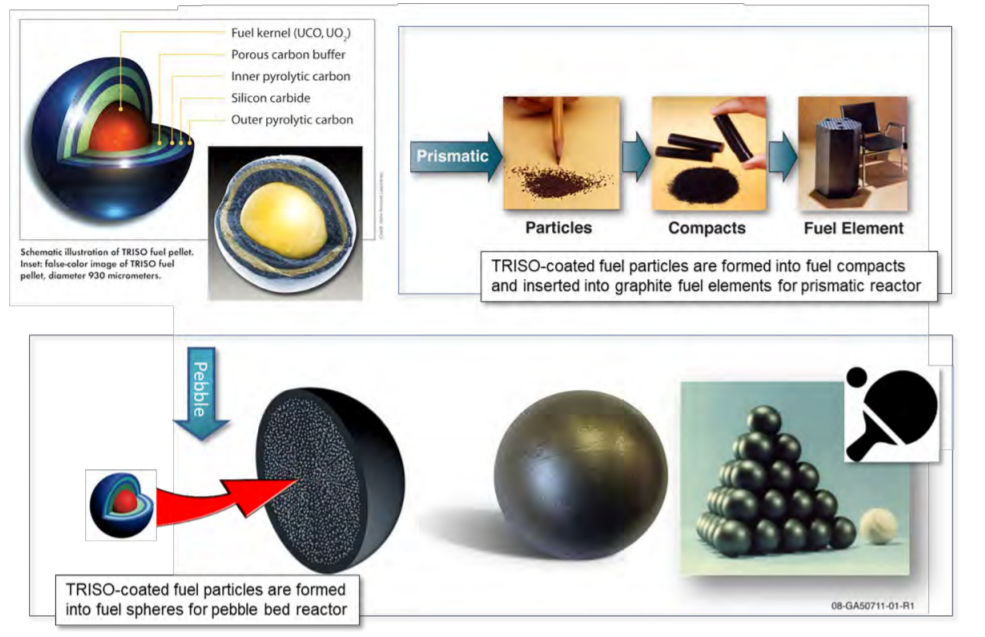 Fuel kernel (UCO, UO₂)
Porous carbon buffer
Inner pyrolytic carbon
Silicon carbide
Outer pyrolytic carbon
Schematic illustration of TRISO fuel pellet.
Inset: false-color image of TRISO fuel
pellet, diameter 930 micrometers.
Prismatic
Particles
Compacts
Fuel Element
TRISO-coated fuel particles are formed into fuel compacts
and inserted into graphite fuel elements for prismatic reactor
Pebble
TRISO-coated fuel particles are formed
into fuel spheres for pebble bed reactor
08-GA50711-01-R1